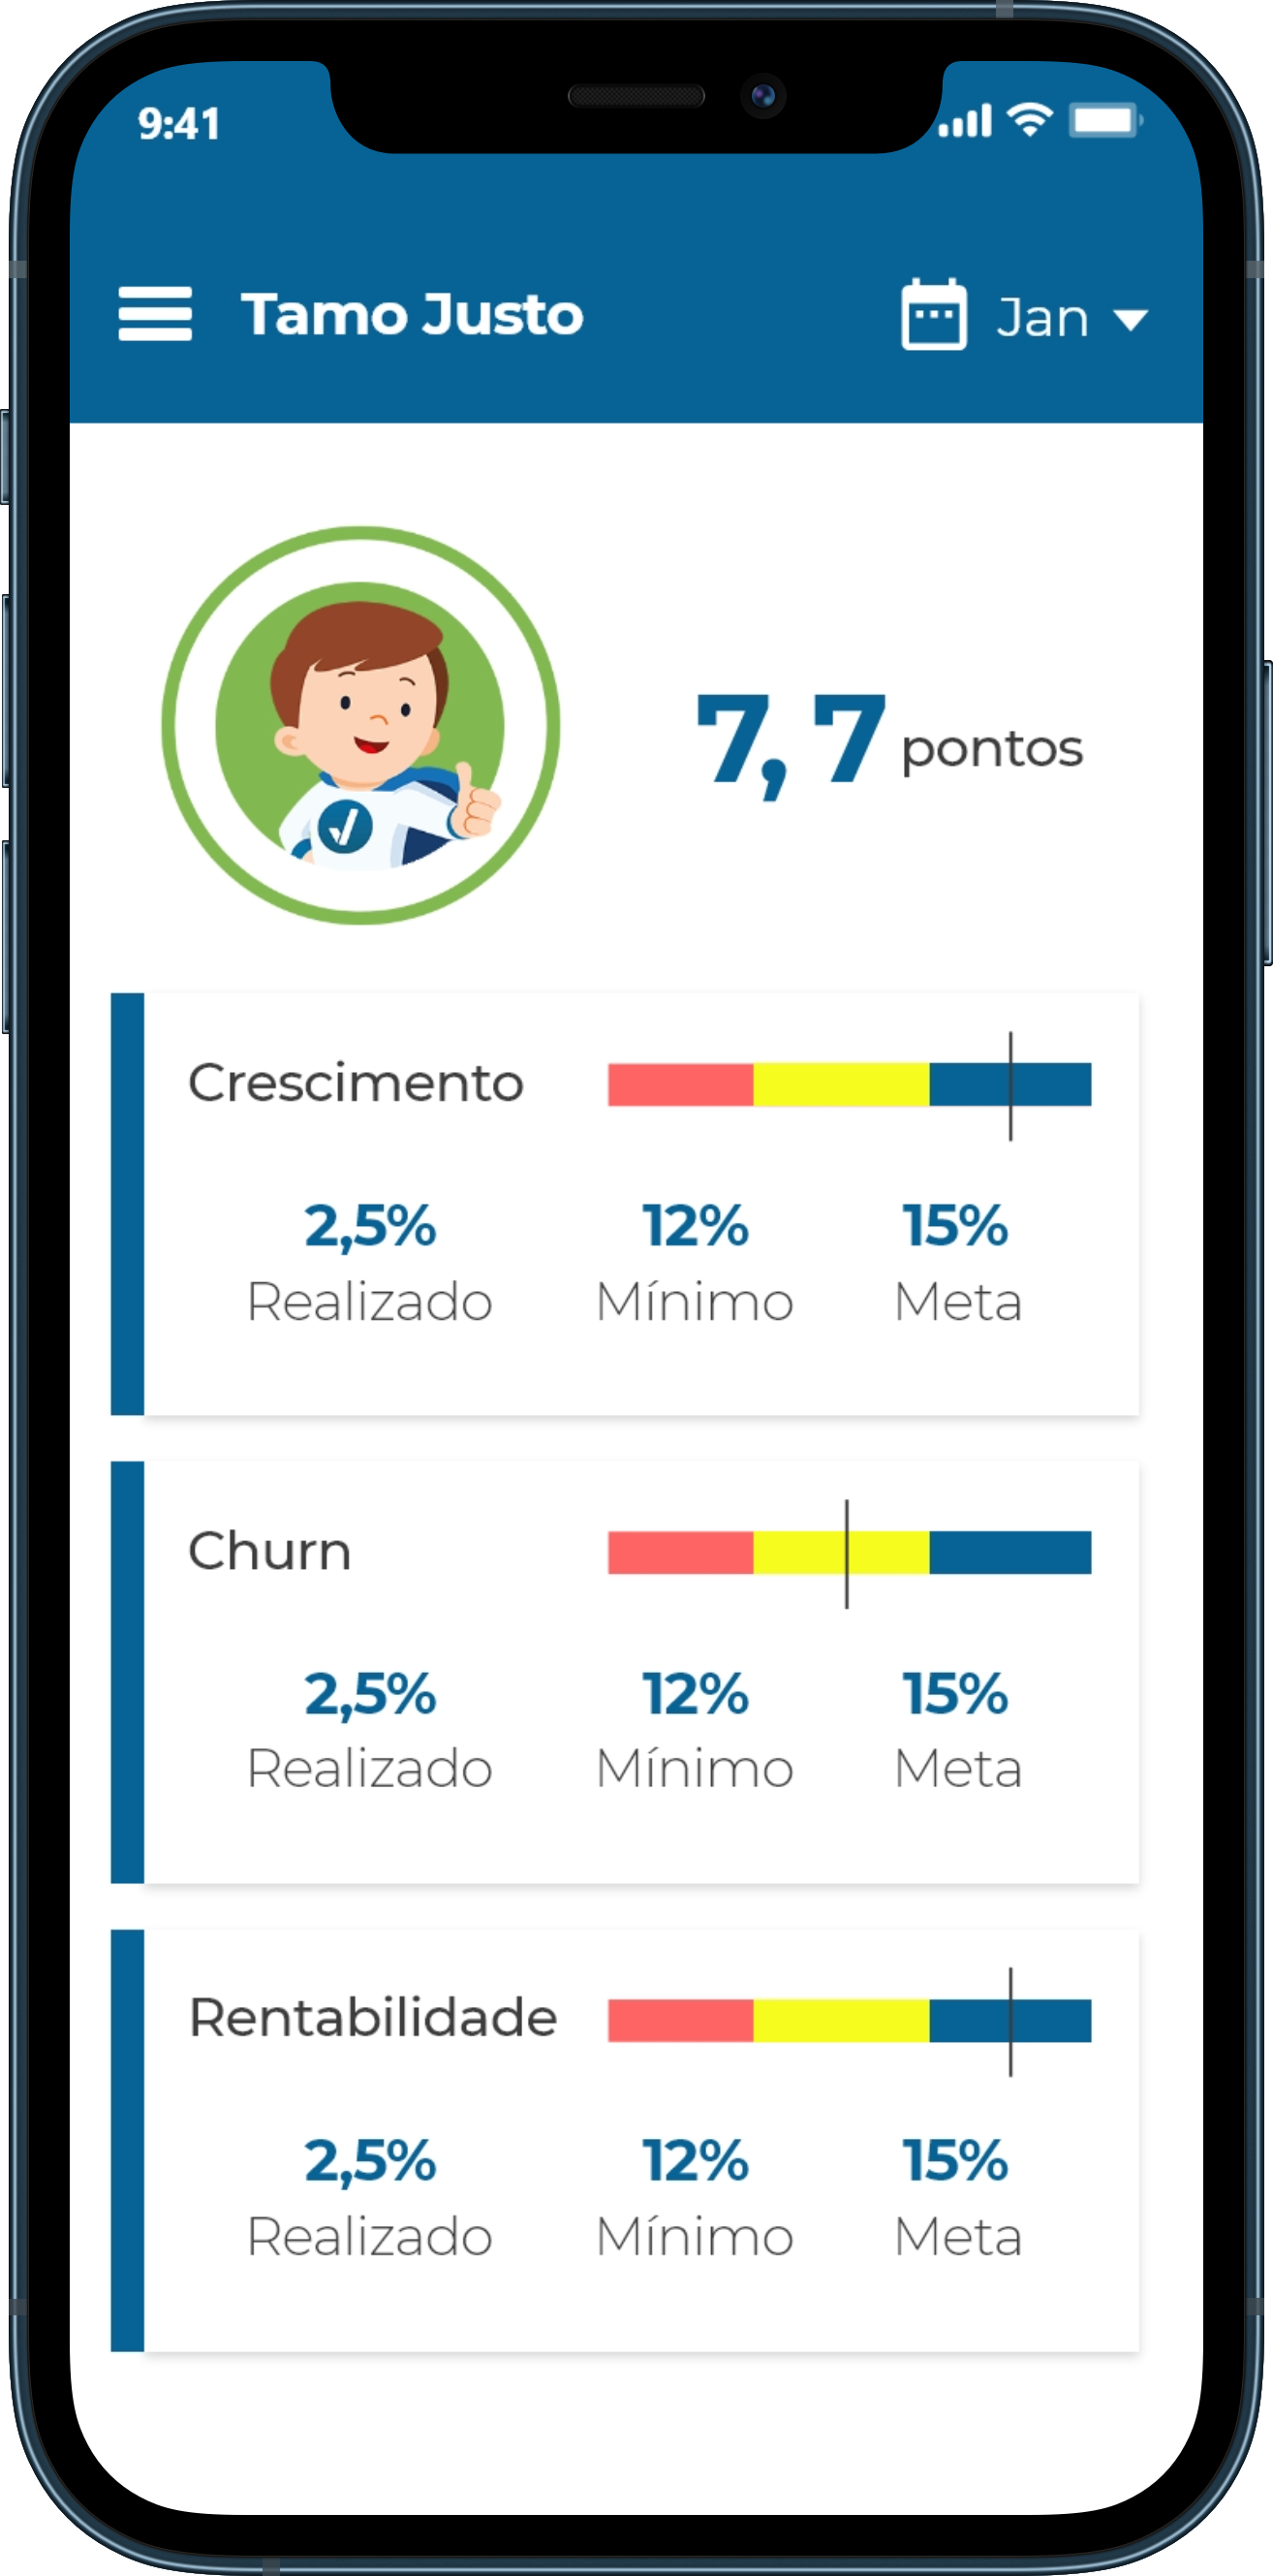 9:41
Tamo Justo
Jan
7,7 pontos
Crescimento
2,5% 12% 15%
Realizado Mínimo Meta
Churn
2,5% 12% 15%
Realizado Mínimo Meta
Rentabilidade
2,5% 12% 15%
Realizado Mínimo Meta